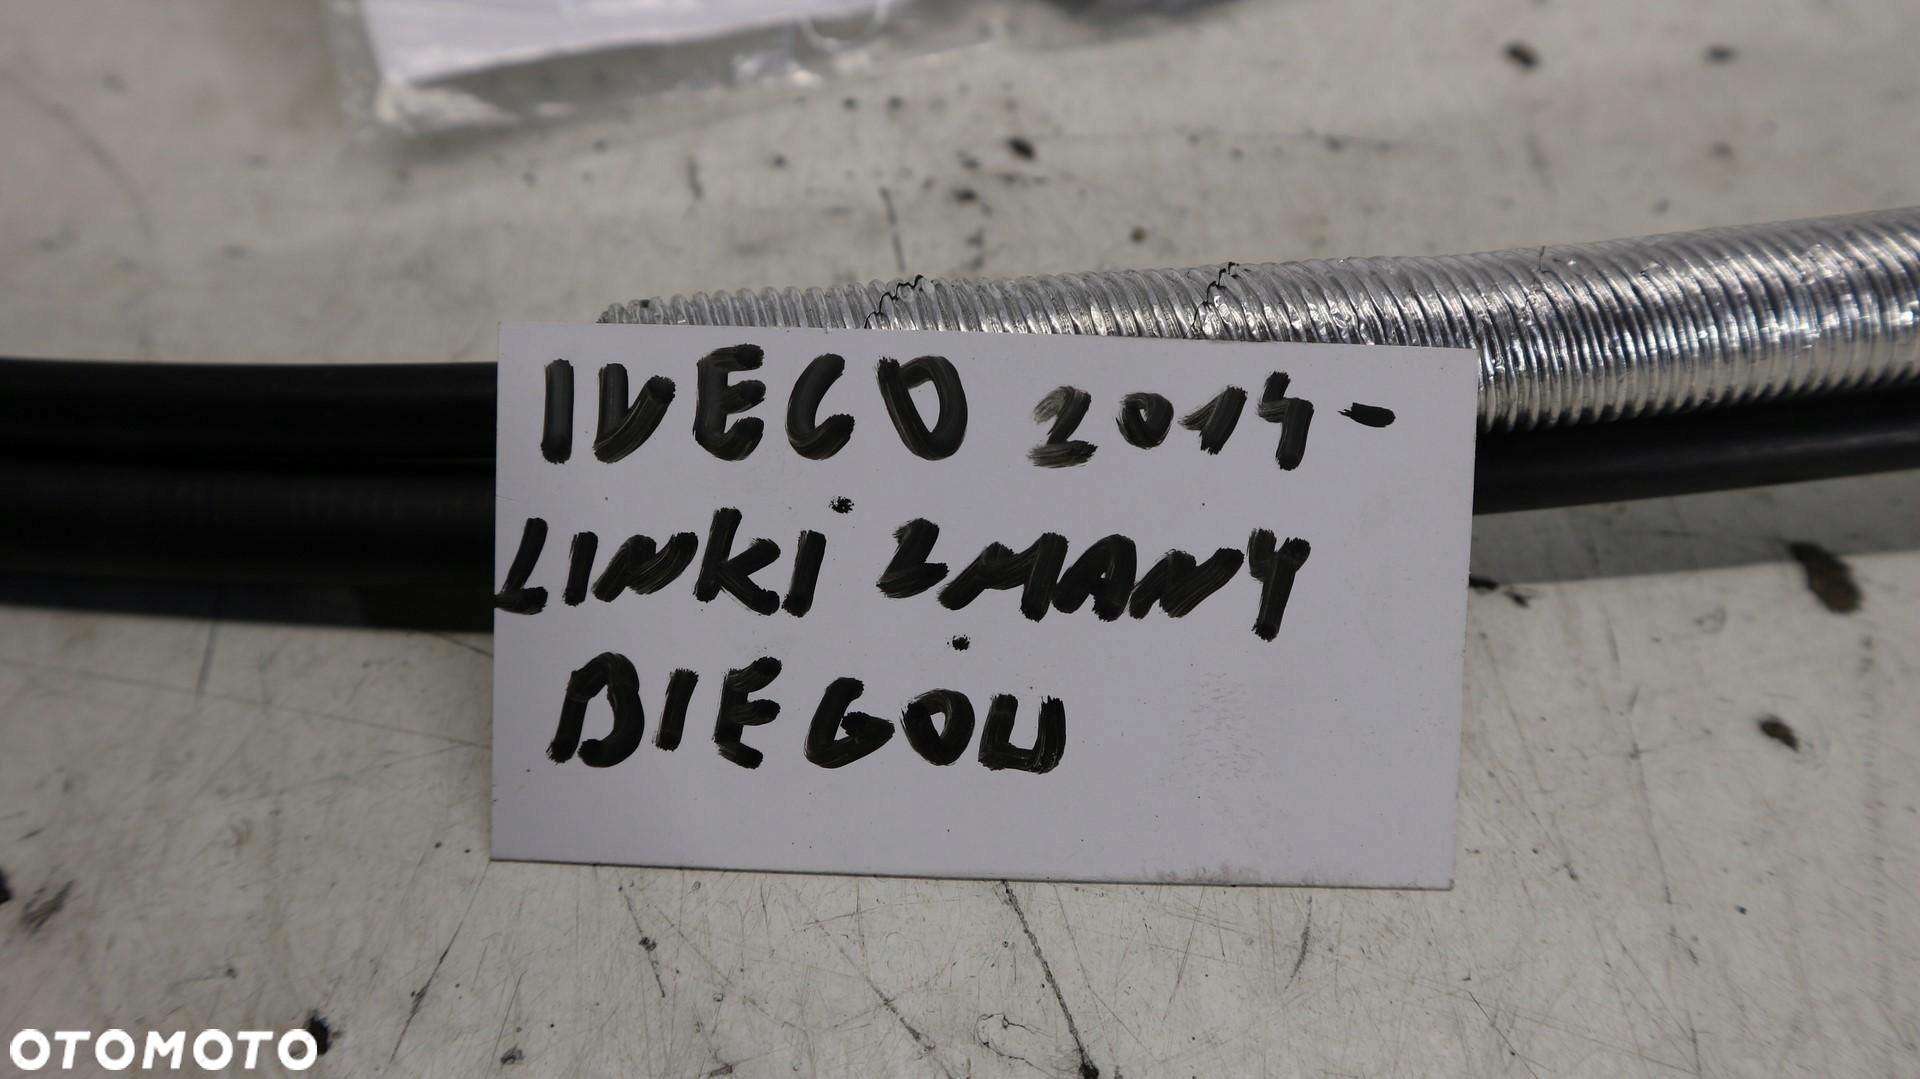 IVECO 2014-
LINKI ZMANY
BIEGÓW
OTOMOTO